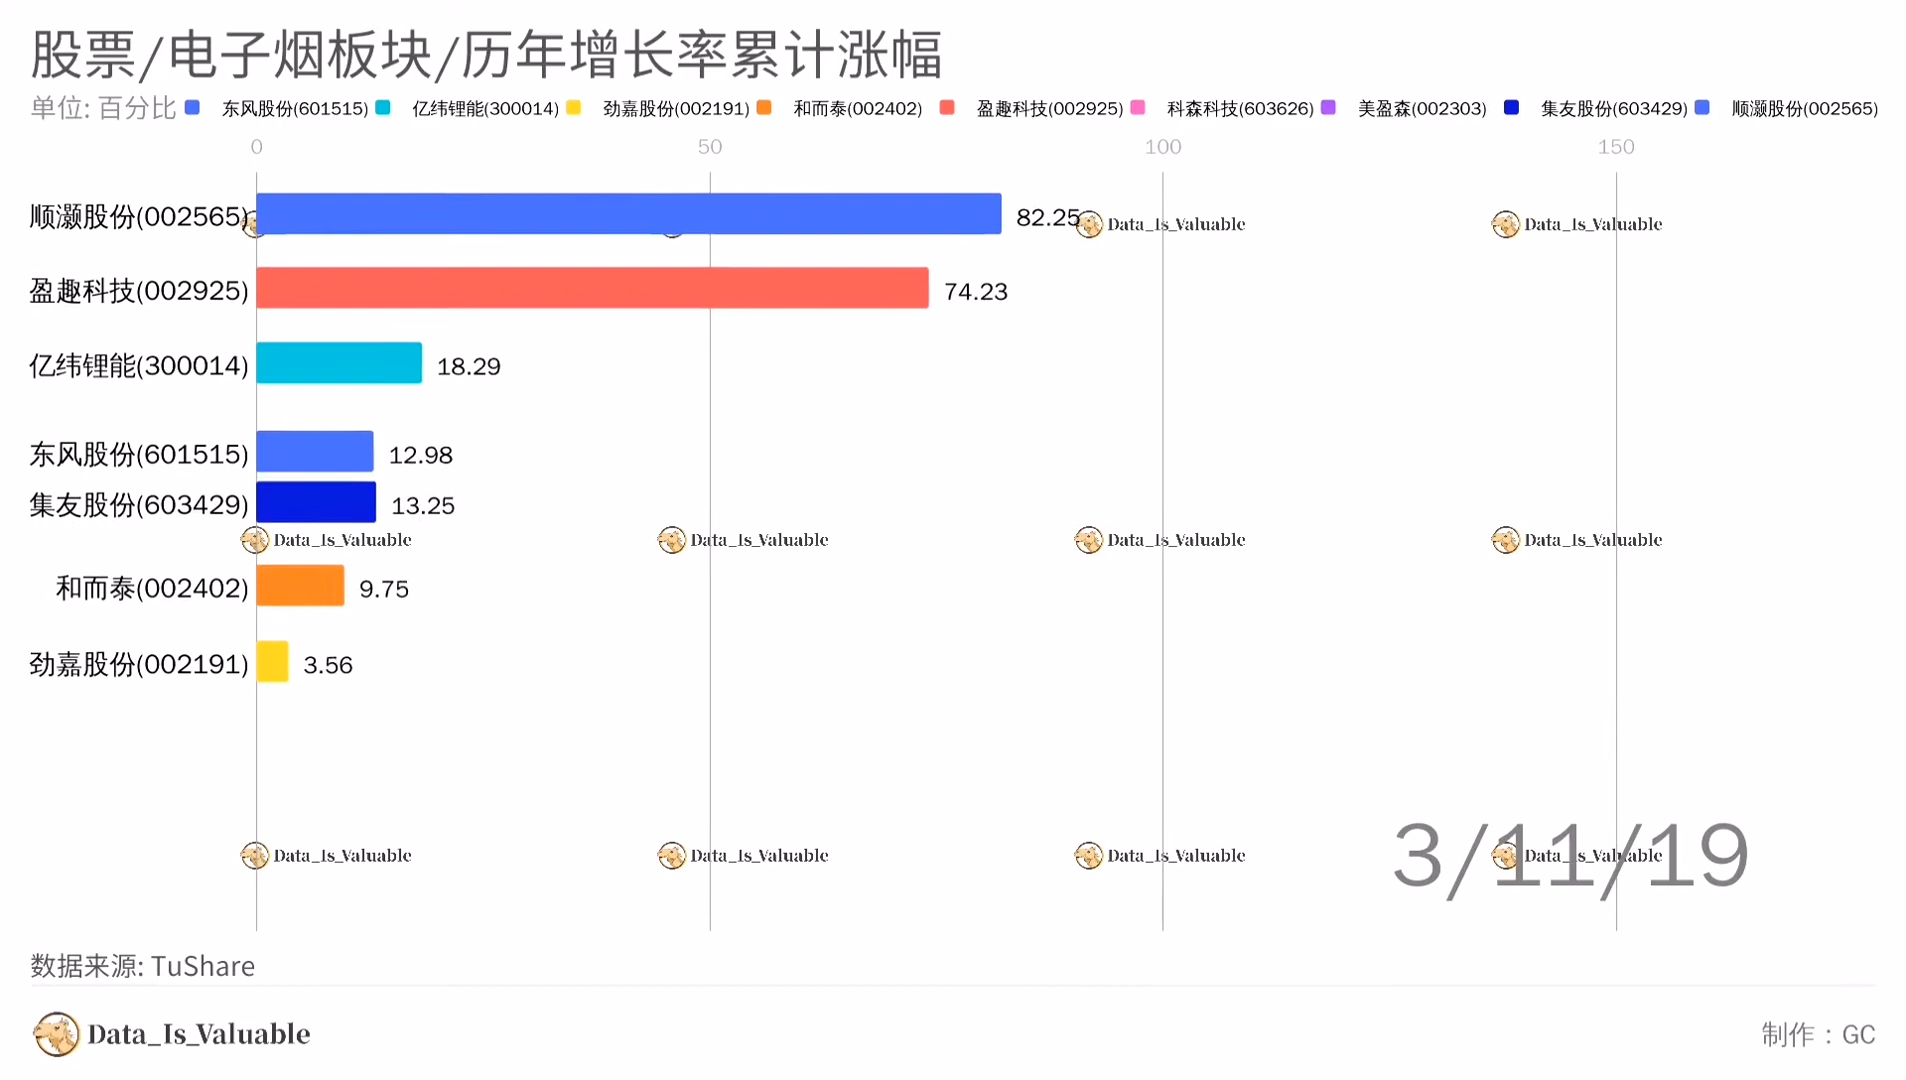 股票/电子烟板块/历年增长率累计涨幅
单位: 百分比 东风股份(601515) 亿纬锂能(300014) 劲嘉股份(002191) 和而泰(002402) 盈趣科技(002925) 科森科技(603626) 美盈森(002303) 集友股份(603429) 顺灏股份(002565)
0 50 100 150
顺灏股份(002565) 82.25 Data_Is_Valuable Data_Is_Valuable
盈趣科技(002925) 74.23
亿纬锂能(300014) 18.29
东风股份(601515) 12.98
集友股份(603429) 13.25
Data_Is_Valuable Data_Is_Valuable Data_Is_Valuable Data_Is_Valuable
和而泰(002402) 9.75
劲嘉股份(002191) 3.56
Data_Is_Valuable Data_Is_Valuable Data_Is_Valuable Data_Is_Valuable
3/11/19
数据来源: TuShare
Data_Is_Valuable
制作：GC